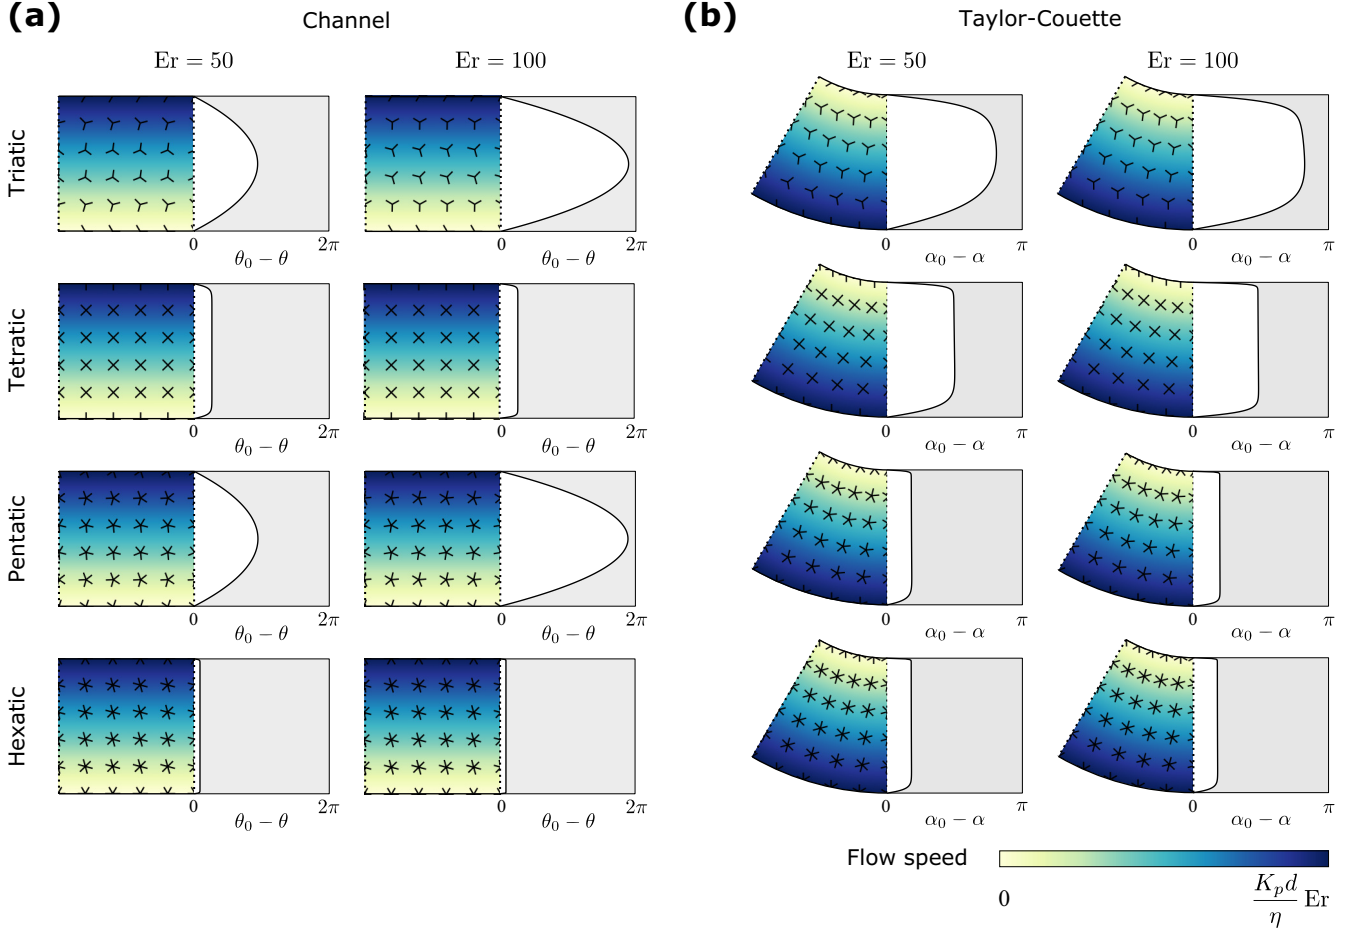 (a)
Channel
Er = 50
Er = 100
Triatic
0
2π
θ₀ − θ
0
2π
θ₀ − θ
Tetratic
0
2π
θ₀ − θ
0
2π
θ₀ − θ
Pentatic
0
2π
θ₀ − θ
0
2π
θ₀ − θ
Hexatic
0
2π
θ₀ − θ
0
2π
θ₀ − θ
(b)
Taylor-Couette
Er = 50
Er = 100
0
π
α₀ − α
0
π
α₀ − α
0
π
α₀ − α
0
π
α₀ − α
0
π
α₀ − α
0
π
α₀ − α
0
π
α₀ − α
0
π
α₀ − α
Flow speed
0
K_p d / η Er